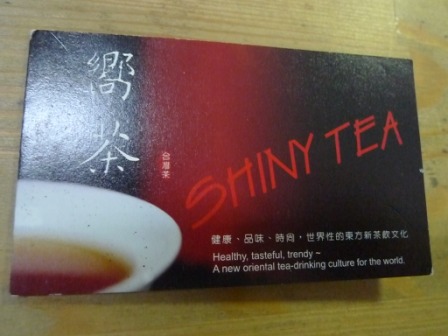 嚮茶
台灣茶
SHINY TEA
健康、品味、時尚，世界性的東方新茶飲文化
Healthy, tasteful, trendy ~
A new oriental tea-drinking culture for the world.